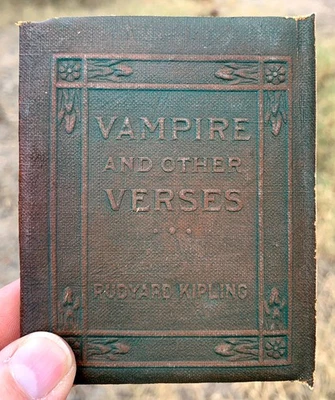 VAMPIRE
AND OTHER
VERSES
RUDYARD KIPLING